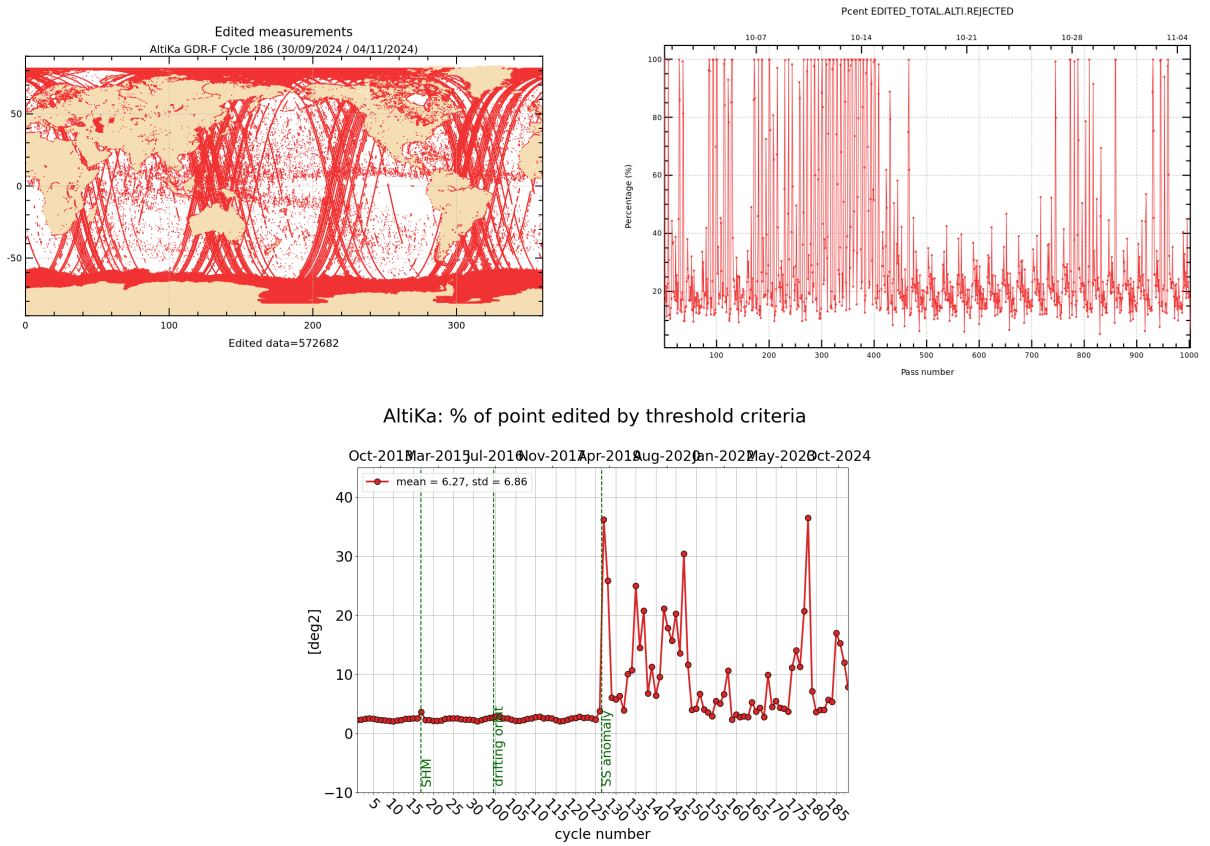 Edited measurements
AltiKa GDR-F Cycle 186 (30/09/2024 / 04/11/2024)
50
0
-50
0 100 200 300
Edited data=572682
Pcent EDITED_TOTAL.ALTI.REJECTED
10-07 10-14 10-21 10-28 11-04
100
80
60
40
20
Percentage (%)
100 200 300 400 500 600 700 800 900 1000
Pass number
AltiKa: % of point edited by threshold criteria
Oct-2013 Mar-2015 Jul-2016 Nov-2017 Apr-2019 Aug-2020 Jan-2022 May-2023 Oct-2024
mean = 6.27, std = 6.86
40
30
20
10
0
−10
[deg2]
SHM
drifting orbit
SS anomaly
5 10 15 20 25 30 100 105 110 115 120 125 130 135 140 145 150 155 160 165 170 175 180 185
cycle number